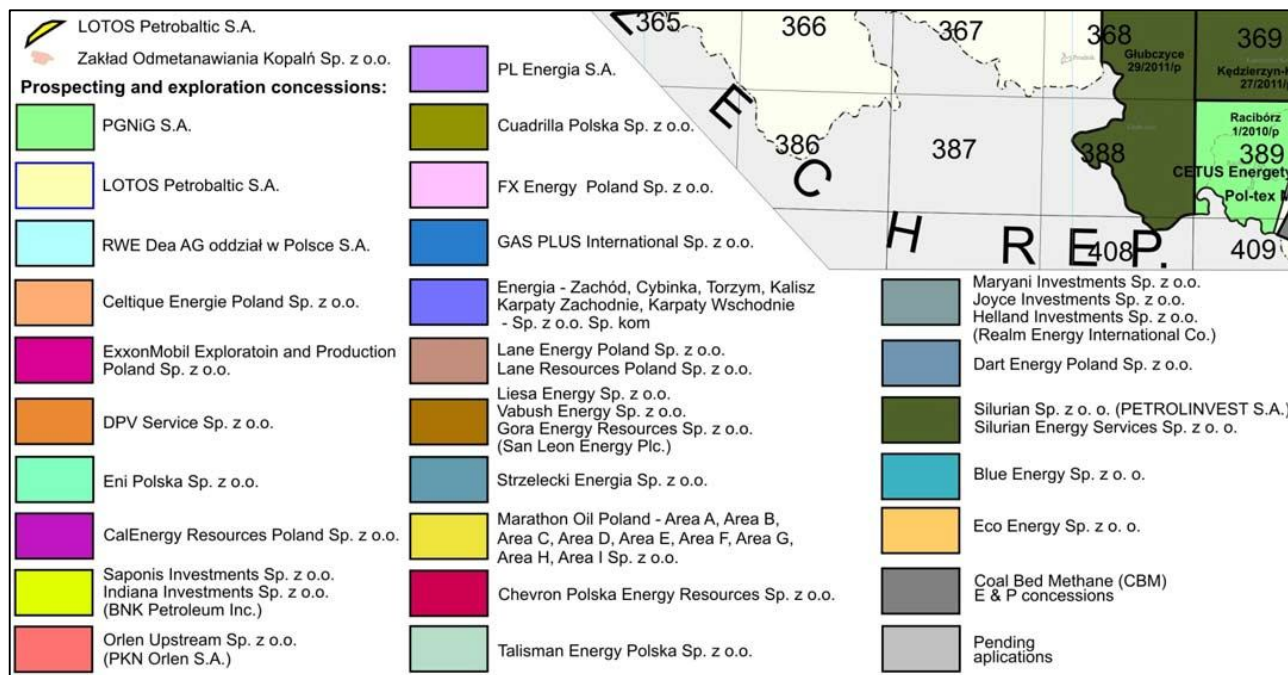 LOTOS Petrobaltic S.A.
Zakład Odmetanawiania Kopalń Sp. z o.o.
Prospecting and exploration concessions:
PGNiG S.A.
LOTOS Petrobaltic S.A.
RWE Dea AG oddział w Polsce S.A.
Celtique Energie Poland Sp. z o.o.
ExxonMobil Exploratoin and Production
Poland Sp. z o.o.
DPV Service Sp. z o.o.
Eni Polska Sp. z o.o.
CalEnergy Resources Poland Sp. z o.o.
Saponis Investments Sp. z o.o.
Indiana Investments Sp. z o.o.
(BNK Petroleum Inc.)
Orlen Upstream Sp. z o.o.
(PKN Orlen S.A.)
PL Energia S.A.
Cuadrilla Polska Sp. z o.o.
FX Energy Poland Sp. z o.o.
GAS PLUS International Sp. z o.o.
Energia - Zachód, Cybinka, Torzym, Kalisz
Karpaty Zachodnie, Karpaty Wschodnie
- Sp. z o.o. Sp. kom
Lane Energy Poland Sp. z o.o.
Lane Resources Poland Sp. z o.o.
Liesa Energy Sp. z o.o.
Vabush Energy Sp. z o.o.
Gora Energy Resources Sp. z o.o.
(San Leon Energy Plc.)
Strzelecki Energia Sp. z o.o.
Marathon Oil Poland - Area A, Area B,
Area C, Area D, Area E, Area F, Area G,
Area H, Area I Sp. z o.o.
Chevron Polska Energy Resources Sp. z o.o.
Talisman Energy Polska Sp. z o.o.
365 366 367 368 369
Głubczyce
29/2011/p
Kędzierzyn-
27/2011/p
Racibórz
1/2010/p
386 387 388 389
CETUS Energety
Pol-tex M
E C H R E P.
408 409
Maryani Investments Sp. z o.o.
Joyce Investments Sp. z o.o.
Helland Investments Sp. z o.o.
(Realm Energy International Co.)
Dart Energy Poland Sp. z o.o.
Silurian Sp. z o. o. (PETROLINVEST S.A.)
Silurian Energy Services Sp. z o. o.
Blue Energy Sp. z o. o.
Eco Energy Sp. z o. o.
Coal Bed Methane (CBM)
E & P concessions
Pending
aplications